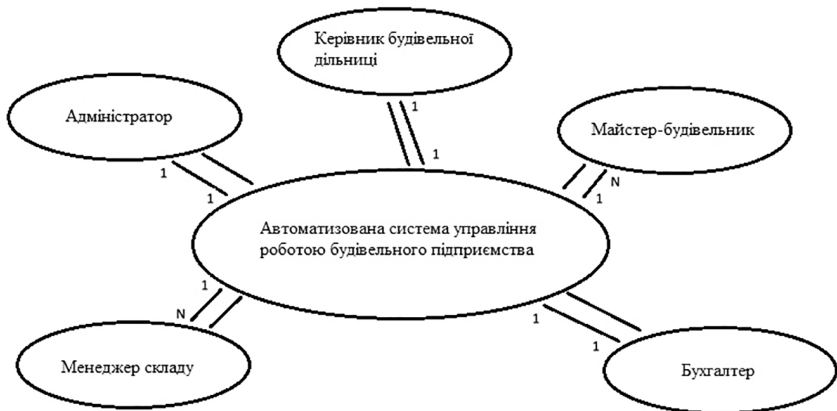 Керівник будівельної
дільниці
1
1
Адміністратор
1
1
Майстер-будівельник
N
1
Автоматизована система управління
роботою будівельного підприємства
1
N
Менеджер складу
1
1
Бухгалтер